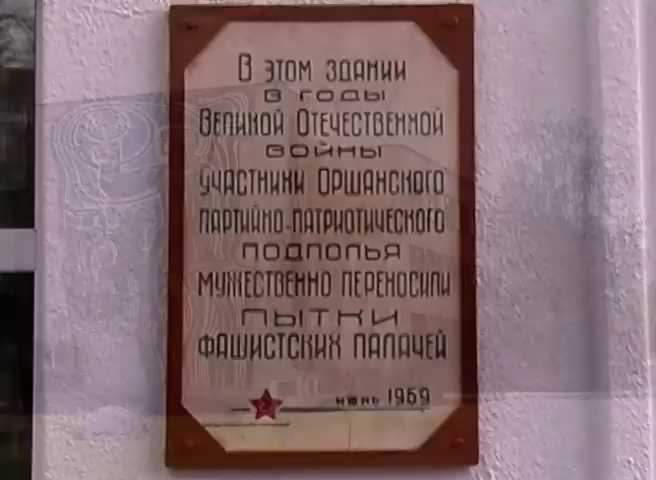 В ЭТОМ ЗДАНИИ
В ГОДЫ
ВЕЛИКОЙ ОТЕЧЕСТВЕННОЙ
ВОЙНЫ
УЧАСТНИКИ ОРШАНСКОГО
ПАРТИЙНО-ПАТРИОТИЧЕСКОГО
ПОДПОЛЬЯ
МУЖЕСТВЕННО ПЕРЕНОСИЛИ
ПЫТКИ
ФАШИСТСКИХ ПАЛАЧЕЙ
июнь 1969